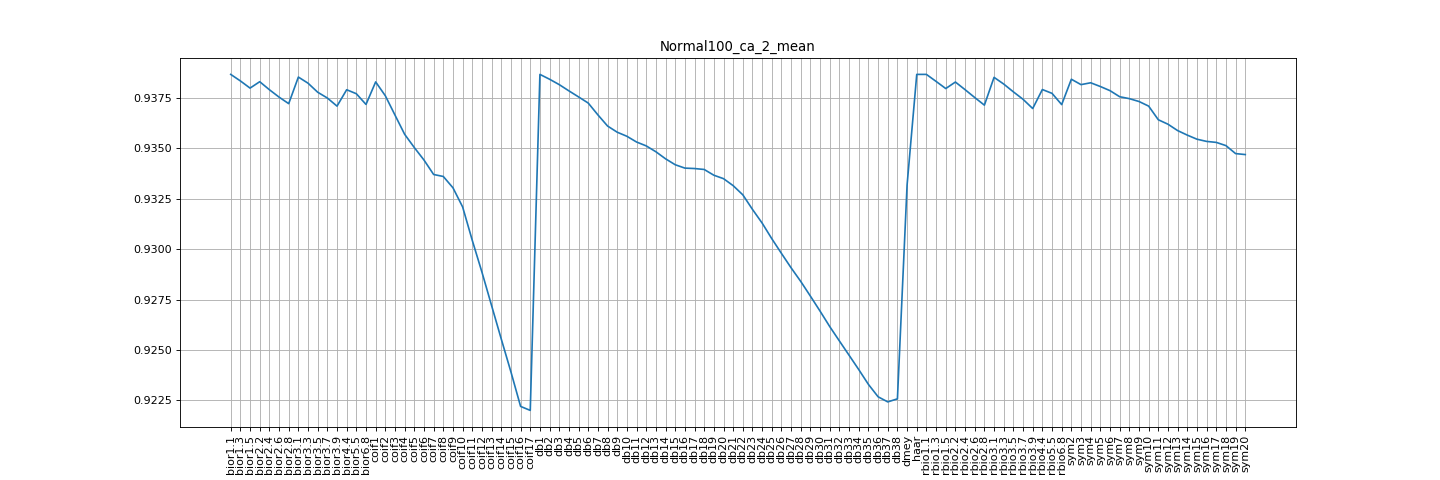 Normal100_ca_2_mean
0.9375
0.9350
0.9325
0.9300
0.9275
0.9250
0.9225
bior1.1
bior1.3
bior1.5
bior2.2
bior2.4
bior2.6
bior2.8
bior3.1
bior3.3
bior3.5
bior3.7
bior3.9
bior4.4
bior5.5
bior6.8
coif1
coif2
coif3
coif4
coif5
coif6
coif7
coif8
coif9
coif10
coif11
coif12
coif13
coif14
coif15
coif16
coif17
db1
db2
db3
db4
db5
db6
db7
db8
db9
db10
db11
db12
db13
db14
db15
db16
db17
db18
db19
db20
db21
db22
db23
db24
db25
db26
db27
db28
db29
db30
db31
db32
db33
db34
db35
db36
db37
db38
dmey
haar
rbio1.1
rbio1.3
rbio1.5
rbio2.2
rbio2.4
rbio2.6
rbio2.8
rbio3.1
rbio3.3
rbio3.5
rbio3.7
rbio3.9
rbio4.4
rbio5.5
rbio6.8
sym2
sym3
sym4
sym5
sym6
sym7
sym8
sym9
sym10
sym11
sym12
sym13
sym14
sym15
sym16
sym17
sym18
sym19
sym20